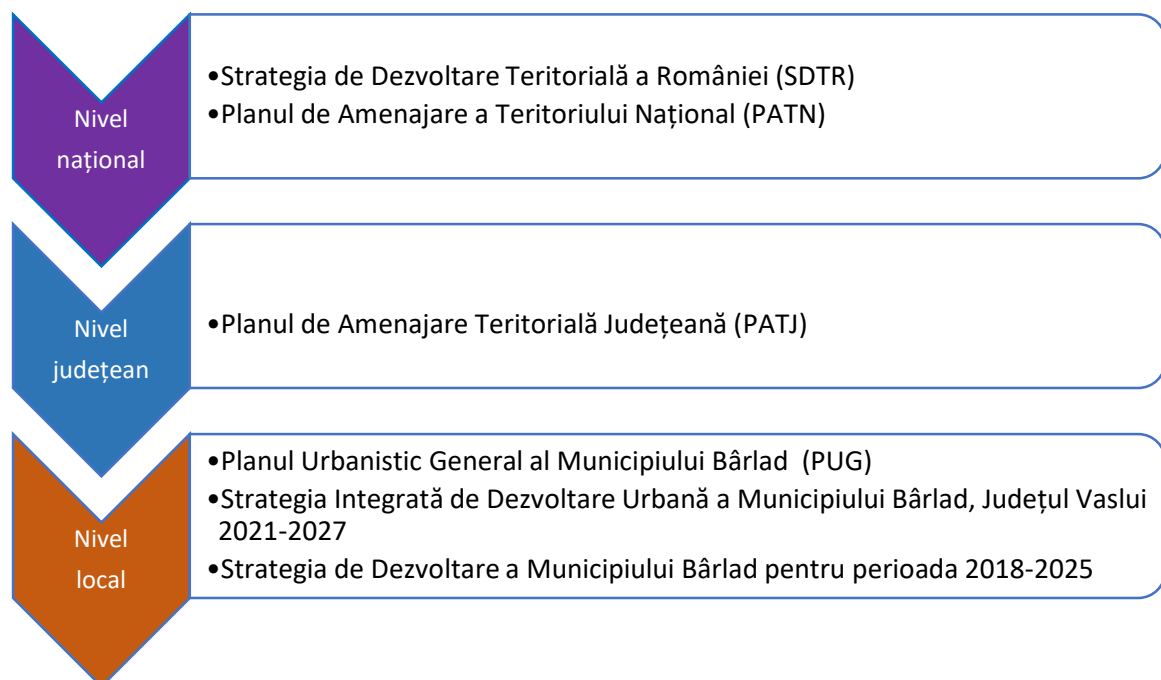 Nivel
național
•Strategia de Dezvoltare Teritorială a României (SDTR)
•Planul de Amenajare a Teritoriului Național (PATN)
Nivel
județean
•Planul de Amenajare Teritorială Județeană (PATJ)
Nivel
local
•Planul Urbanistic General al Municipiului Bârlad (PUG)
•Strategia Integrată de Dezvoltare Urbană a Municipiului Bârlad, Județul Vaslui
2021-2027
•Strategia de Dezvoltare a Municipiului Bârlad pentru perioada 2018-2025